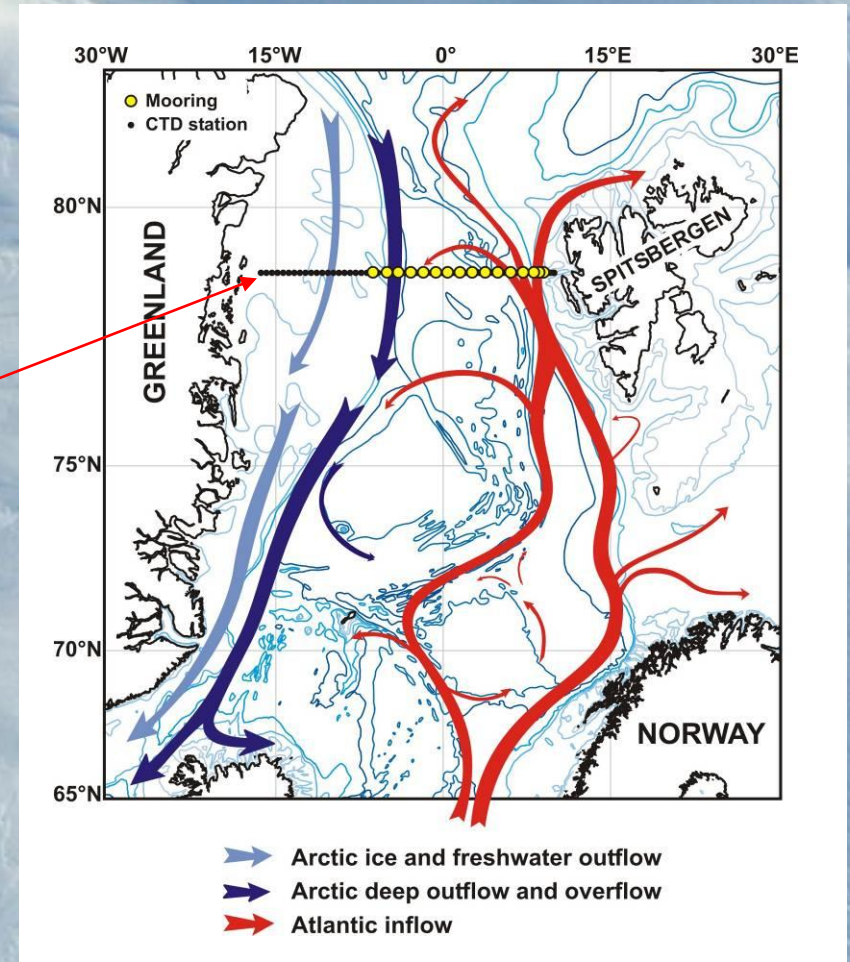 30°W 15°W 0° 15°E 30°E
Mooring
CTD station
80°N
GREENLAND
SPITSBERGEN
75°N
70°N
NORWAY
65°N
Arctic ice and freshwater outflow
Arctic deep outflow and overflow
Atlantic inflow